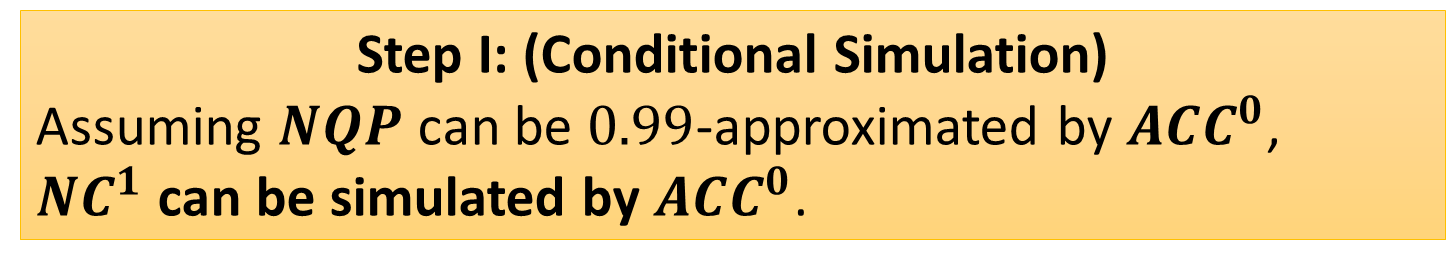 Step I: (Conditional Simulation)
Assuming NQP can be 0.99-approximated by ACC⁰,
NC¹ can be simulated by ACC⁰.